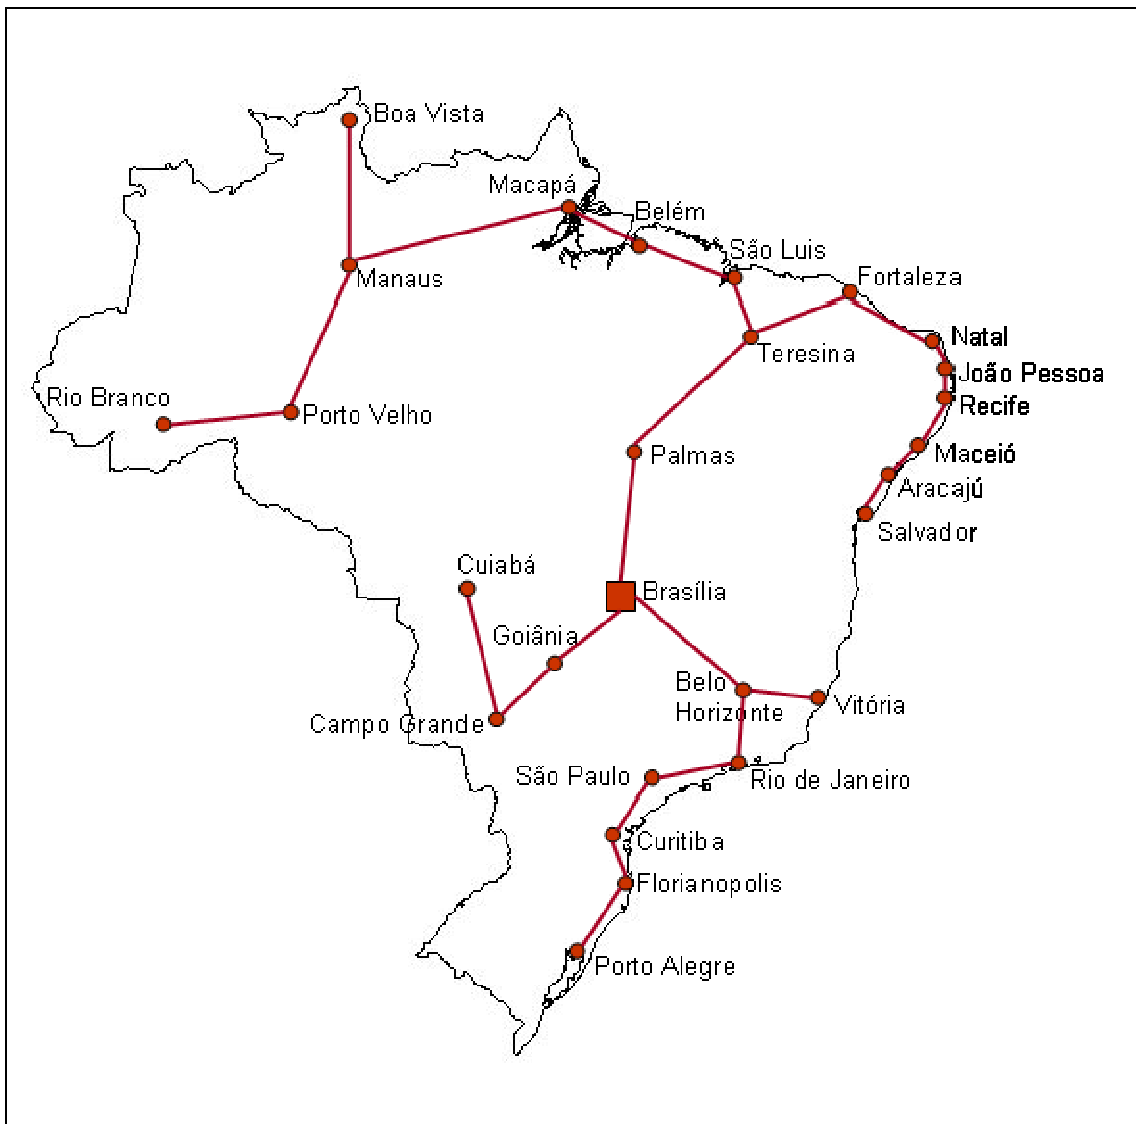 Boa Vista
Macapá
Belém
São Luis
Manaus
Fortaleza
Natal
Teresina
João Pessoa
Rio Branco
Recife
Porto Velho
Palmas
Maceió
Aracajú
Salvador
Cuiabá
Brasília
Goiânia
Belo
Horizonte
Vitória
Campo Grande
São Paulo
Rio de Janeiro
Curitiba
Florianopolis
Porto Alegre